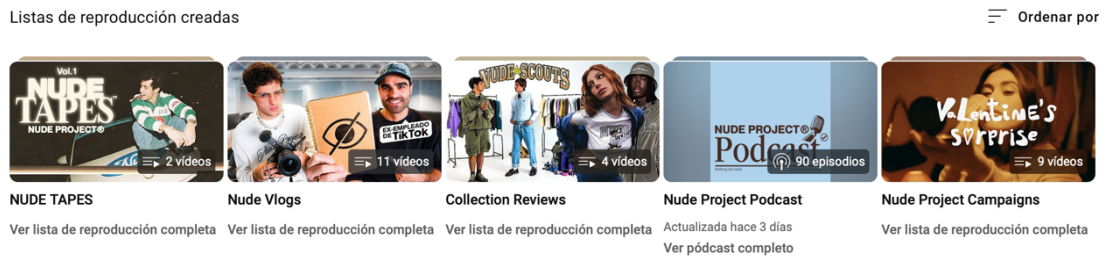 Listas de reproducción creadas
Ordenar por
Vol.1
NUDE
TAPES
NUDE PROJECT®
2 vídeos
EX-EMPLEADO
DE TikTok
11 vídeos
NUDE SCOUTS
4 vídeos
NUDE PROJECT®
Podcast
90 episodios
VaLentine's
surprise
9 vídeos
NUDE TAPES
Ver lista de reproducción completa
Nude Vlogs
Ver lista de reproducción completa
Collection Reviews
Ver lista de reproducción completa
Nude Project Podcast
Actualizada hace 3 días
Ver pódcast completo
Nude Project Campaigns
Ver lista de reproducción completa